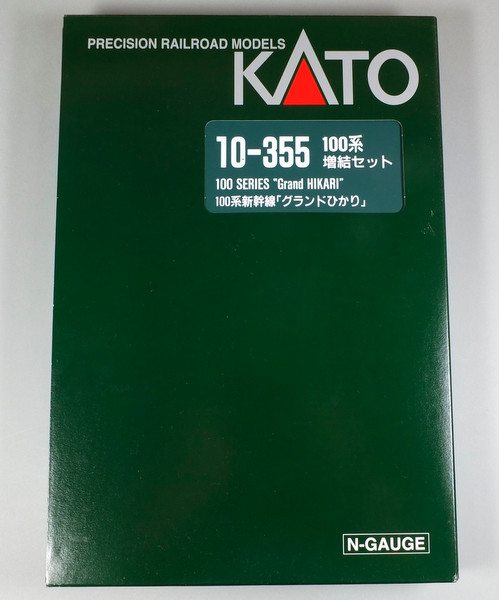 PRECISION RAILROAD MODELS
KATO
10-355 100系
増結セット
100 SERIES "Grand HIKARI"
100系新幹線「グランドひかり」
N-GAUGE